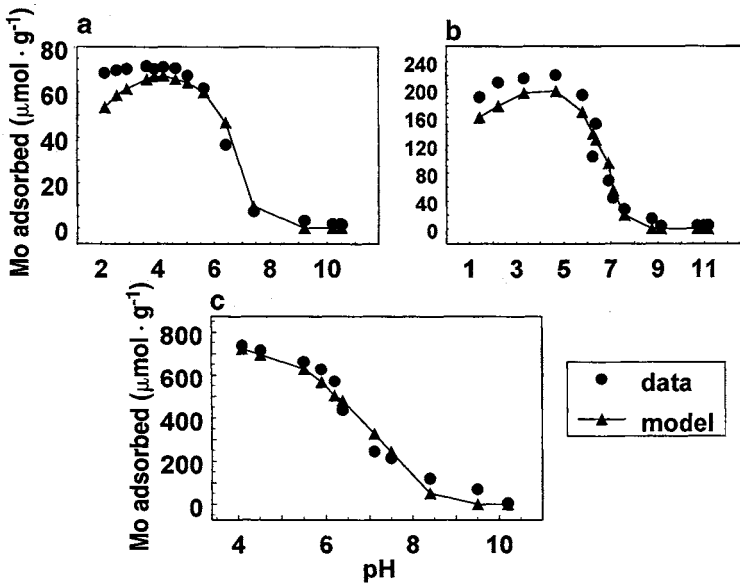 a
Mo adsorbed (μmol · g⁻¹)
80
60
40
20
0
2 4 6 8 10
b
240
200
160
120
80
40
0
1 3 5 7 9 11
c
Mo adsorbed (μmol · g⁻¹)
800
600
400
200
0
4 6 8 10
pH
data
model